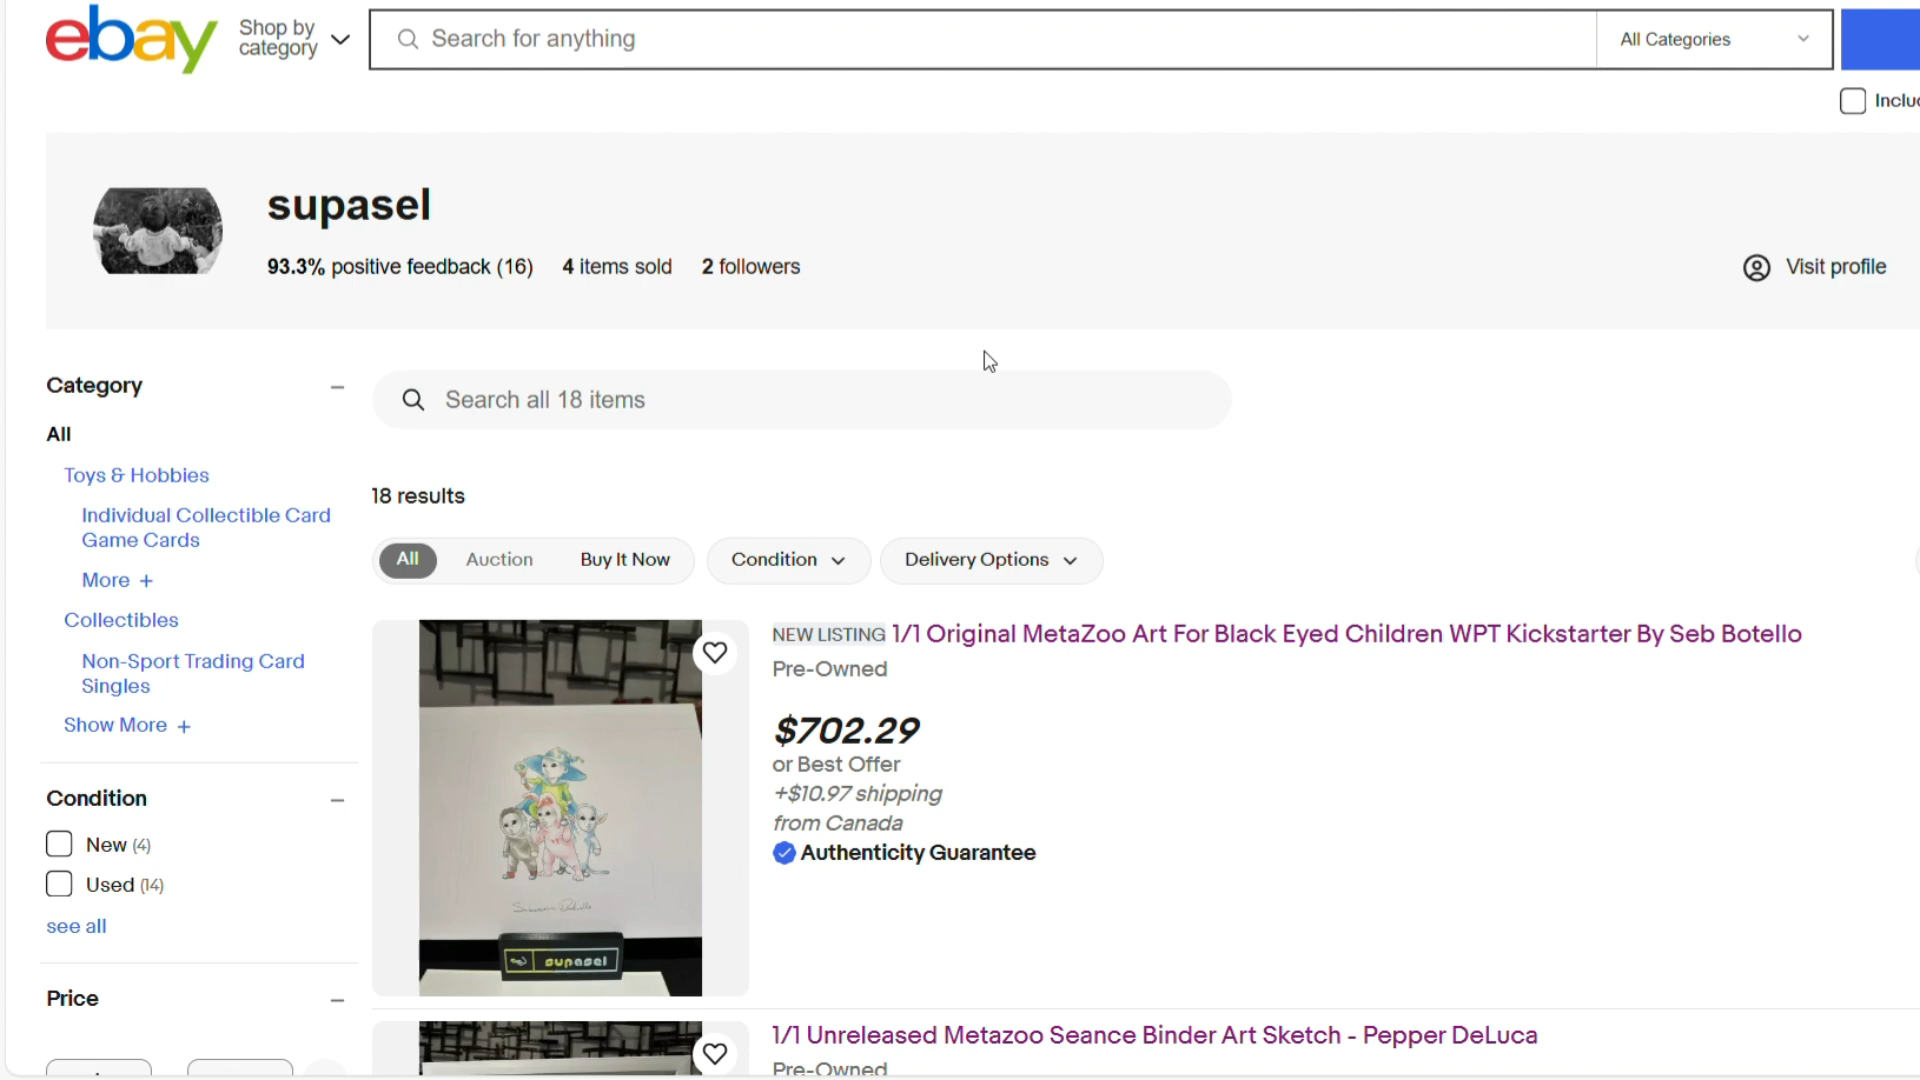 ebay
Shop by
category
Search for anything
All Categories
Inclu
supasel
93.3% positive feedback (16) 4 items sold 2 followers
Visit profile
Category
All
Toys & Hobbies
Individual Collectible Card
Game Cards
More +
Collectibles
Non-Sport Trading Card
Singles
Show More +
Condition
New (4)
Used (14)
see all
Price
Search all 18 items
18 results
All Auction Buy It Now Condition Delivery Options
NEW LISTING 1/1 Original MetaZoo Art For Black Eyed Children WPT Kickstarter By Seb Botello
Pre-Owned
$702.29
or Best Offer
+$10.97 shipping
from Canada
Authenticity Guarantee
supasel
1/1 Unreleased Metazoo Seance Binder Art Sketch - Pepper DeLuca
Pre-Owned